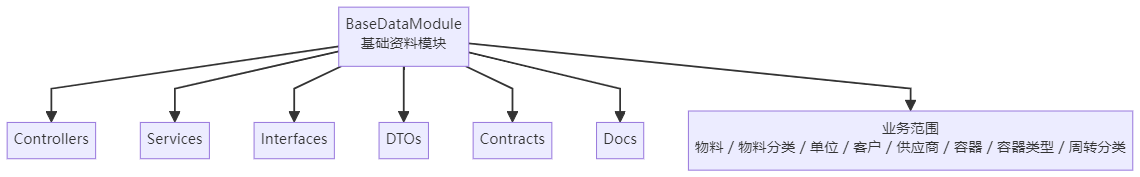 BaseDataModule
基础资料模块
Controllers
Services
Interfaces
DTOs
Contracts
Docs
业务范围
物料 / 物料分类 / 单位 / 客户 / 供应商 / 容器 / 容器类型 / 周转分类